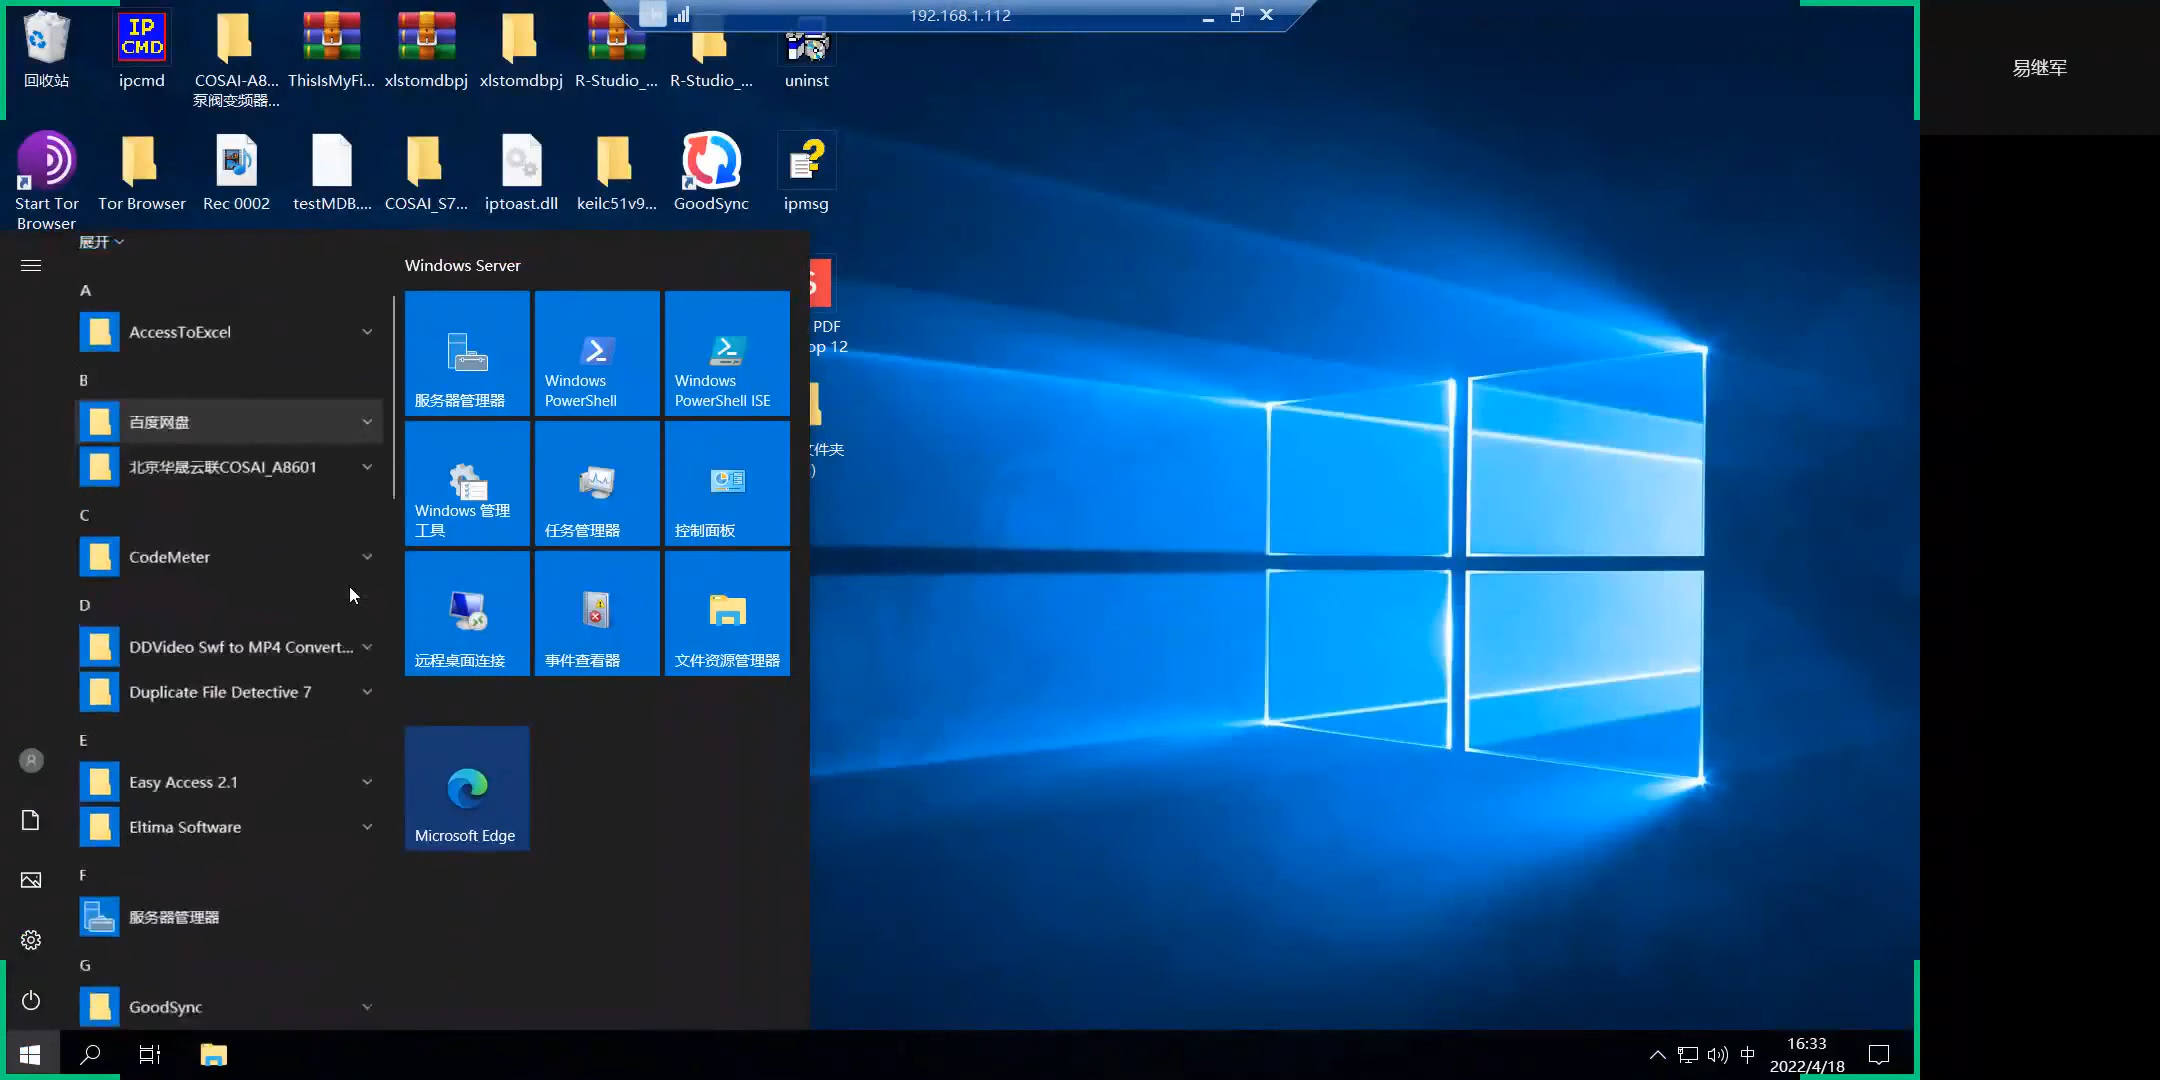 192.168.1.112
易继军
回收站
ipcmd
COSAI-A8...
泵阀变频器...
ThisIsMyFi...
xlstomdbpj
xlstomdbpj
R-Studio_...
R-Studio_...
uninst
IP
CMD
Start Tor
Browser
Tor Browser
Rec 0002
testMDB....
COSAI_S7...
iptoast.dll
keilc51v9...
GoodSync
ipmsg
PDF
op 12
文件夹
)
展开
A
AccessToExcel
B
百度网盘
北京华晟云联COSAI_A8601
C
CodeMeter
D
DDVideo Swf to MP4 Convert...
Duplicate File Detective 7
E
Easy Access 2.1
Eltima Software
F
服务器管理器
G
GoodSync
Windows Server
服务器管理器
Windows
PowerShell
Windows
PowerShell ISE
Windows 管理
工具
任务管理器
控制面板
远程桌面连接
事件查看器
文件资源管理器
Microsoft Edge
中
16:33
2022/4/18